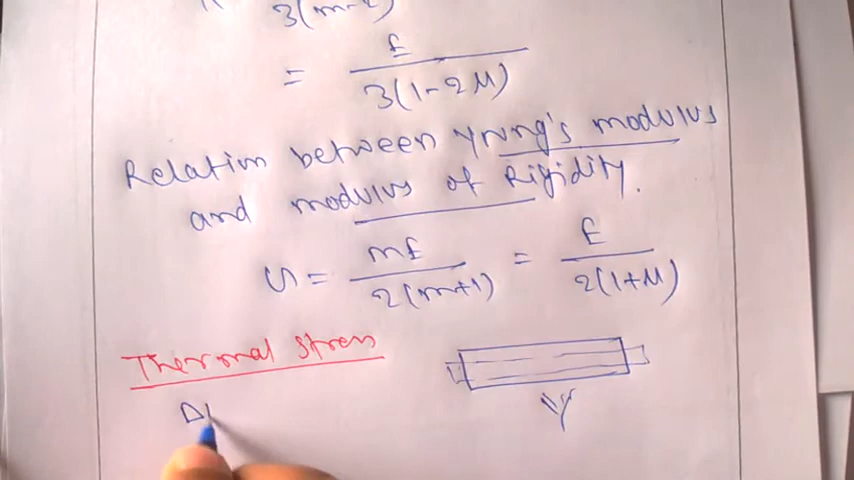 3(m-2)
= E / 3(1-2μ)
Relation between Young's modulus
and modulus of Rigidity.
G = mE / 2(m+1) = E / 2(1+μ)
Thermal stress
Δl